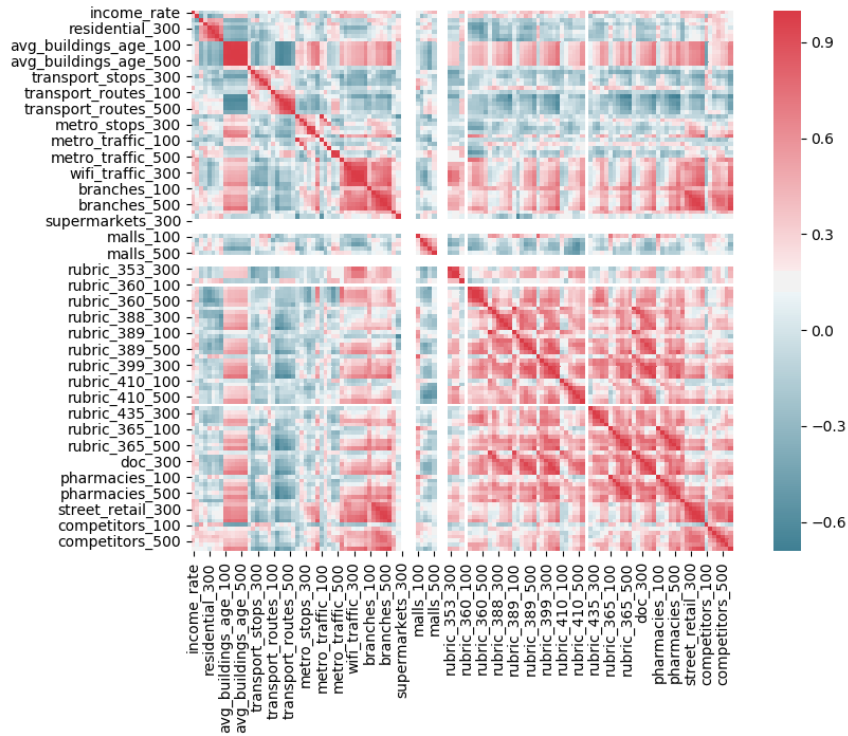 income_rate
residential_300
avg_buildings_age_100
avg_buildings_age_500
transport_stops_300
transport_routes_100
transport_routes_500
metro_stops_300
metro_traffic_100
metro_traffic_500
wifi_traffic_300
branches_100
branches_500
supermarkets_300
malls_100
malls_500
rubric_353_300
rubric_360_100
rubric_360_500
rubric_388_300
rubric_389_100
rubric_389_500
rubric_399_300
rubric_410_100
rubric_410_500
rubric_435_300
rubric_365_100
rubric_365_500
doc_300
pharmacies_100
pharmacies_500
street_retail_300
competitors_100
competitors_500
0.9
0.6
0.3
0.0
−0.3
−0.6
income_rate
residential_300
avg_buildings_age_100
avg_buildings_age_500
transport_stops_300
transport_routes_100
transport_routes_500
metro_stops_300
metro_traffic_100
metro_traffic_500
wifi_traffic_300
branches_100
branches_500
supermarkets_300
malls_100
malls_500
rubric_353_300
rubric_360_100
rubric_360_500
rubric_388_300
rubric_389_100
rubric_389_500
rubric_399_300
rubric_410_100
rubric_410_500
rubric_435_300
rubric_365_100
rubric_365_500
doc_300
pharmacies_100
pharmacies_500
street_retail_300
competitors_100
competitors_500